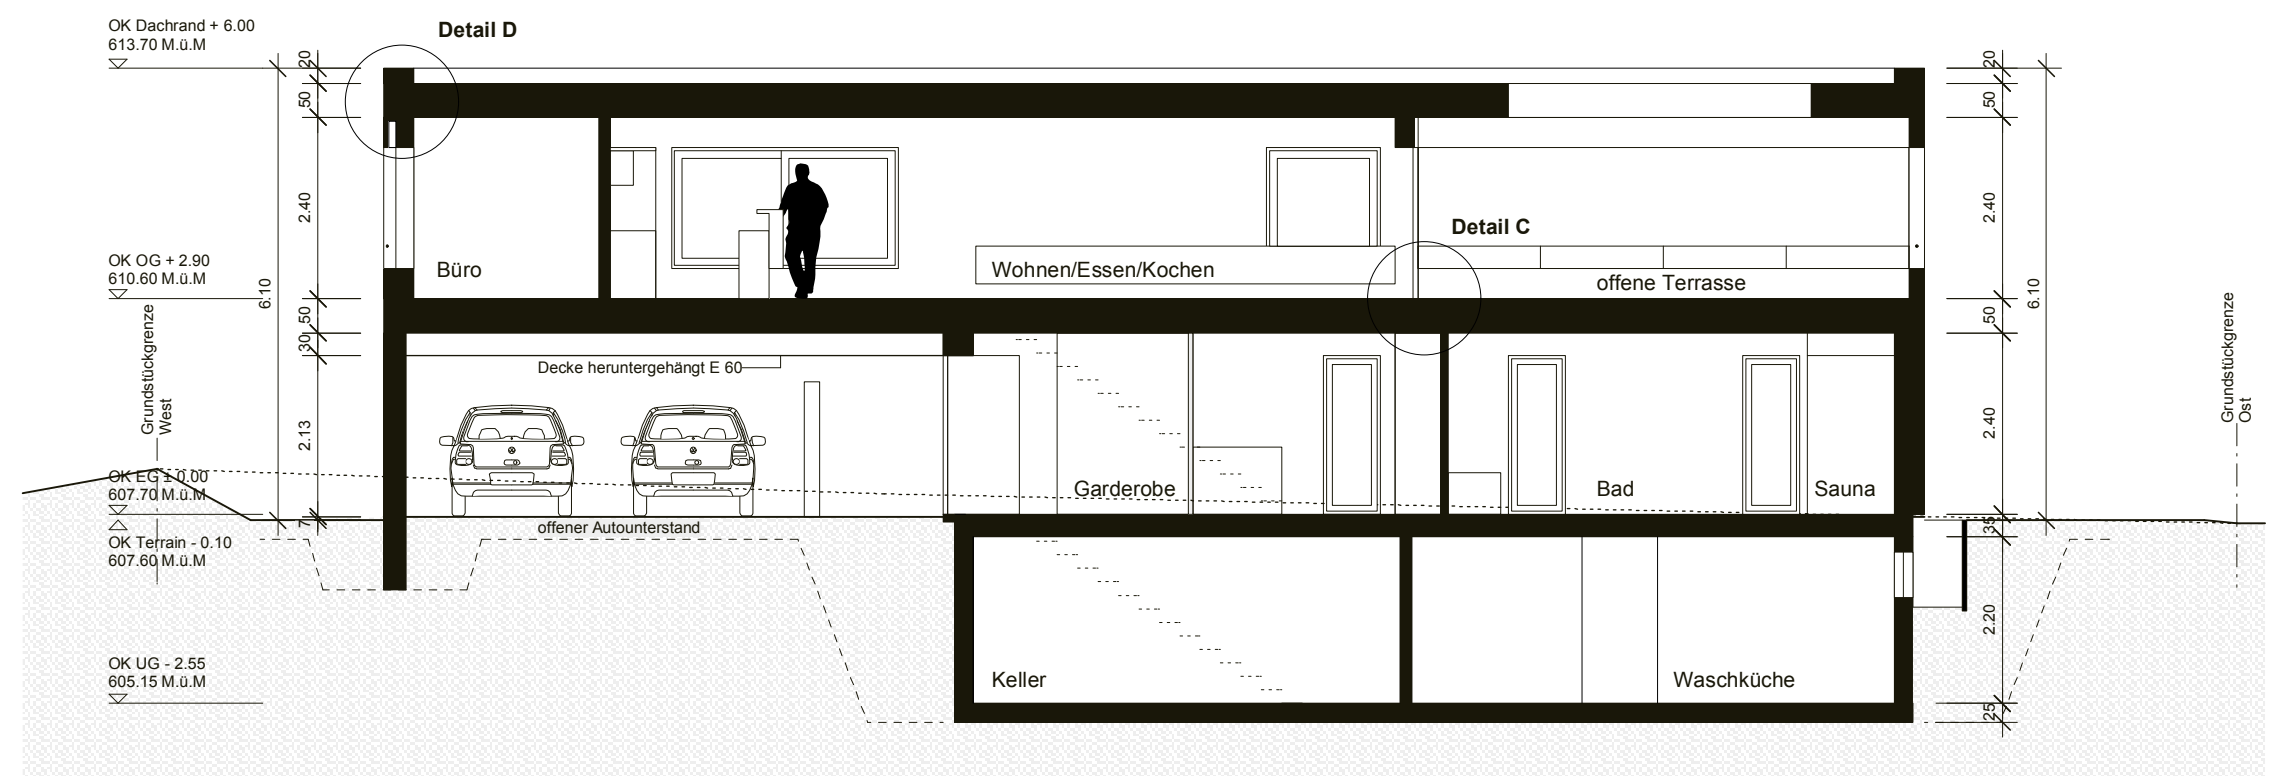 OK Dachrand + 6.00
613.70 M.ü.M
Detail D
20
50
2.40
6.10
OK OG + 2.90
610.60 M.ü.M
Grundstückgrenze
West
50
30
2.13
OK EG ± 0.00
607.70 M.ü.M
7
OK Terrain - 0.10
607.60 M.ü.M
OK UG - 2.55
605.15 M.ü.M
Büro
Wohnen/Essen/Kochen
Detail C
offene Terrasse
Decke heruntergehängt E 60
Garderobe
Bad
Sauna
offener Autounterstand
Keller
Waschküche
20
50
2.40
6.10
50
2.40
35
2.20
25
Grundstückgrenze
Ost